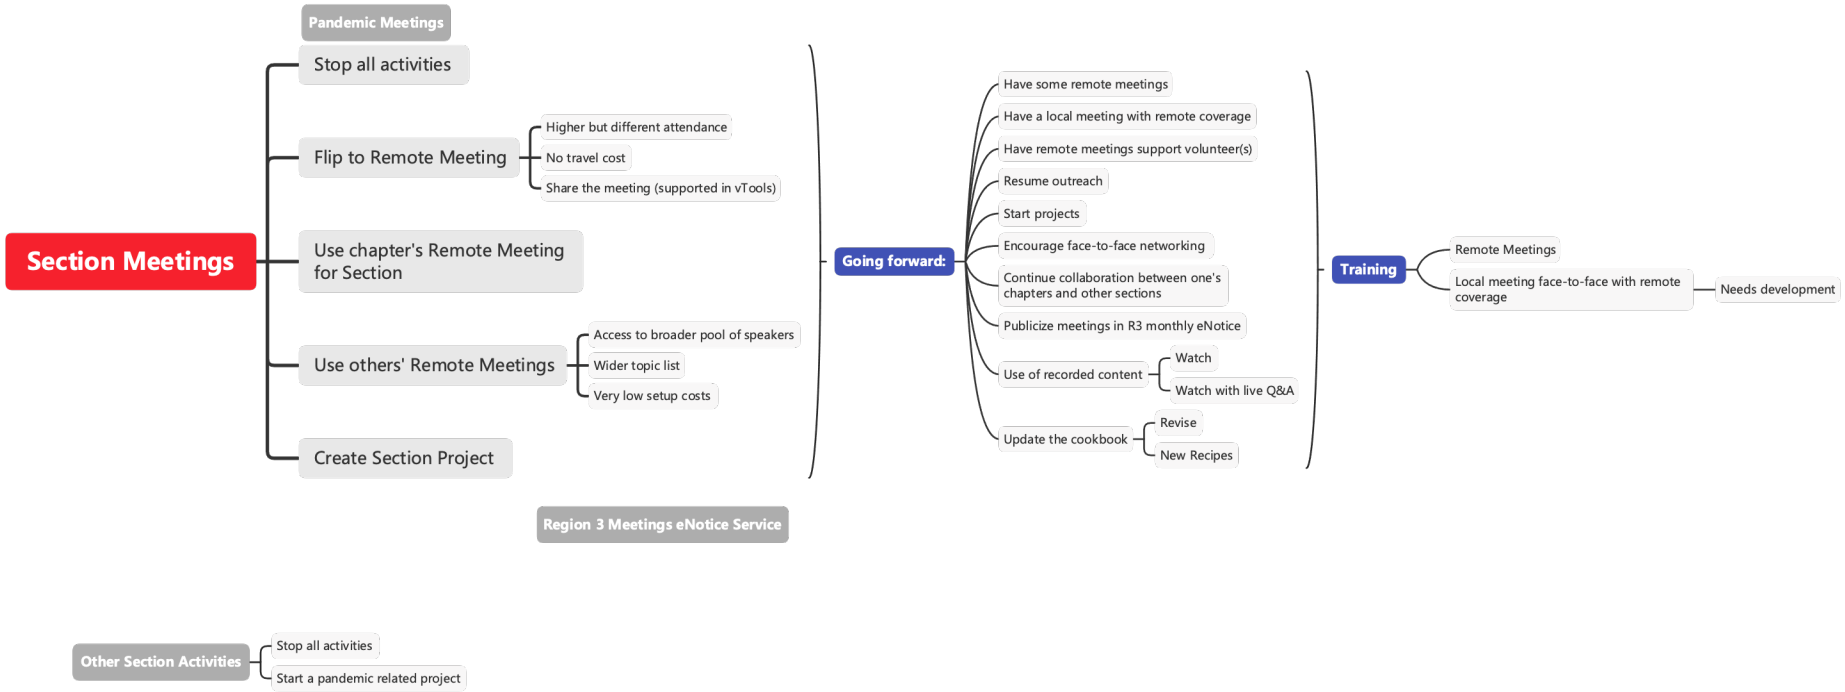 Pandemic Meetings
Section Meetings
Stop all activities
Flip to Remote Meeting
Higher but different attendance
No travel cost
Share the meeting (supported in vTools)
Use chapter's Remote Meeting
for Section
Use others' Remote Meetings
Access to broader pool of speakers
Wider topic list
Very low setup costs
Create Section Project
Going forward:
Have some remote meetings
Have a local meeting with remote coverage
Have remote meetings support volunteer(s)
Resume outreach
Start projects
Encourage face-to-face networking
Continue collaboration between one's
chapters and other sections
Publicize meetings in R3 monthly eNotice
Use of recorded content
Watch
Watch with live Q&A
Update the cookbook
Revise
New Recipes
Training
Remote Meetings
Local meeting face-to-face with remote
coverage
Needs development
Region 3 Meetings eNotice Service
Other Section Activities
Stop all activities
Start a pandemic related project